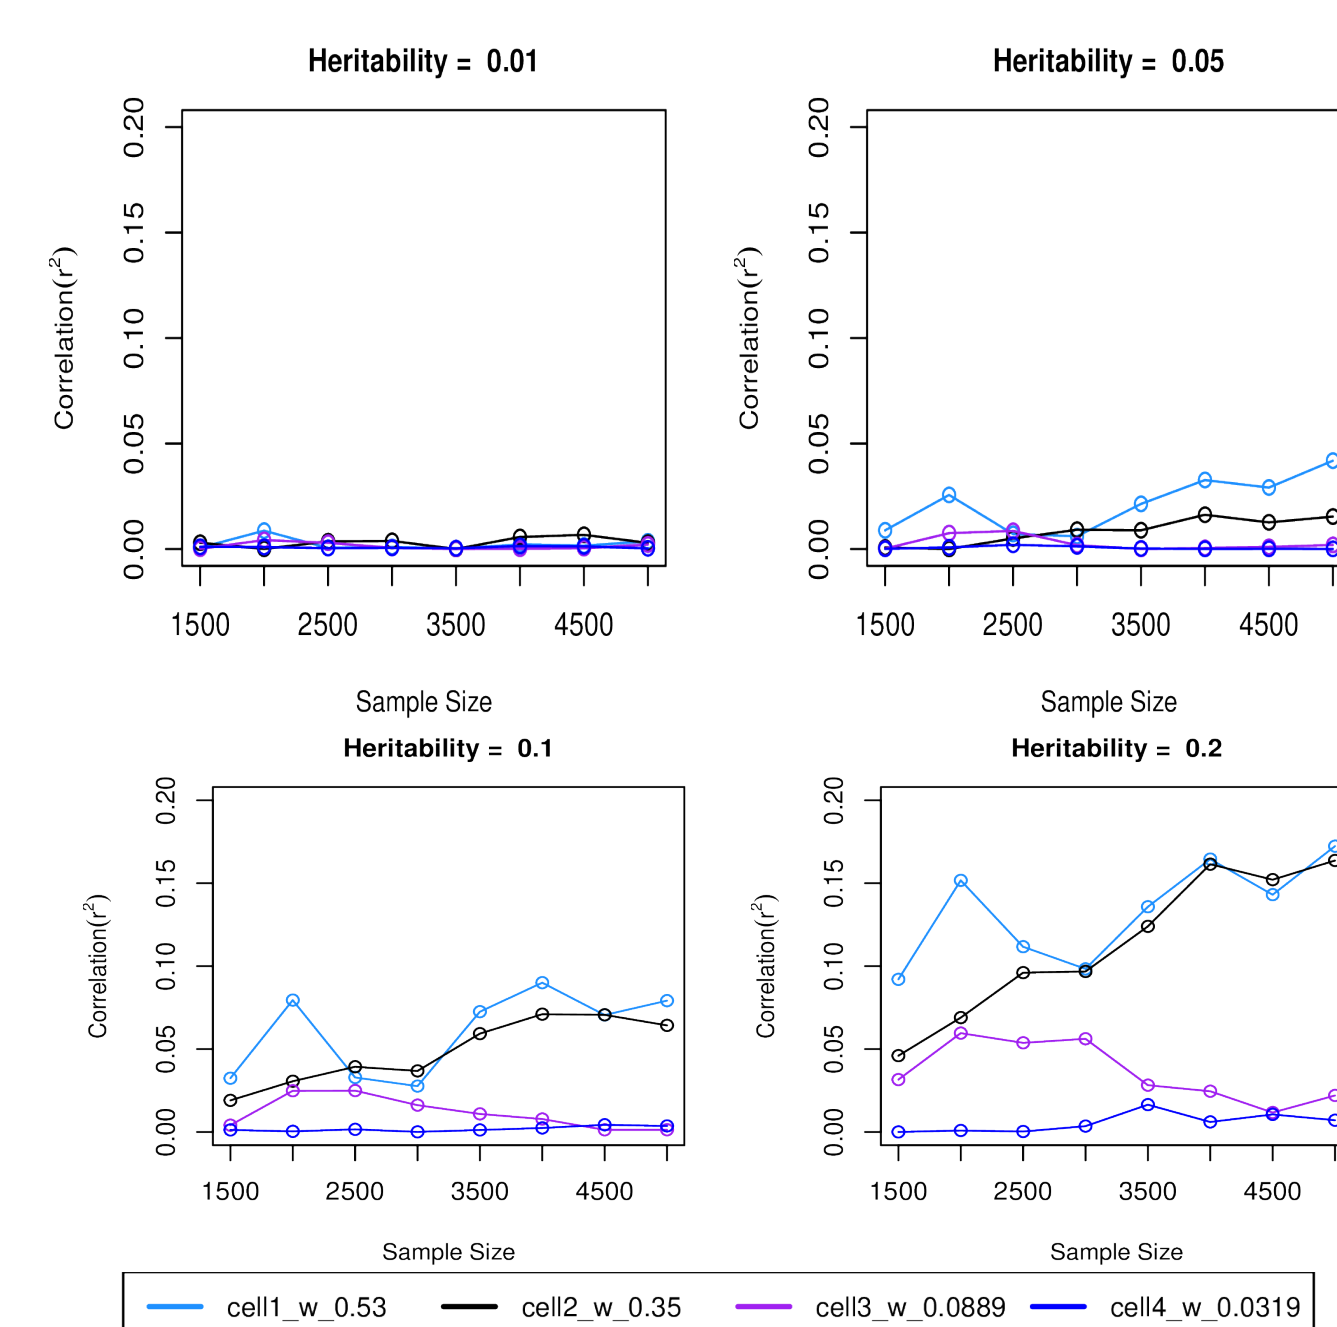 Heritability = 0.01
Heritability = 0.05
0.20
0.15
0.10
0.05
0.00
Correlation(r²)
1500 2500 3500 4500
Sample Size
0.20
0.15
0.10
0.05
0.00
Correlation(r²)
1500 2500 3500 4500
Sample Size
Heritability = 0.1
Heritability = 0.2
0.20
0.15
0.10
0.05
0.00
Correlation(r²)
1500 2500 3500 4500
Sample Size
0.20
0.15
0.10
0.05
0.00
Correlation(r²)
1500 2500 3500 4500
Sample Size
cell1_w_0.53 cell2_w_0.35 cell3_w_0.0889 cell4_w_0.0319